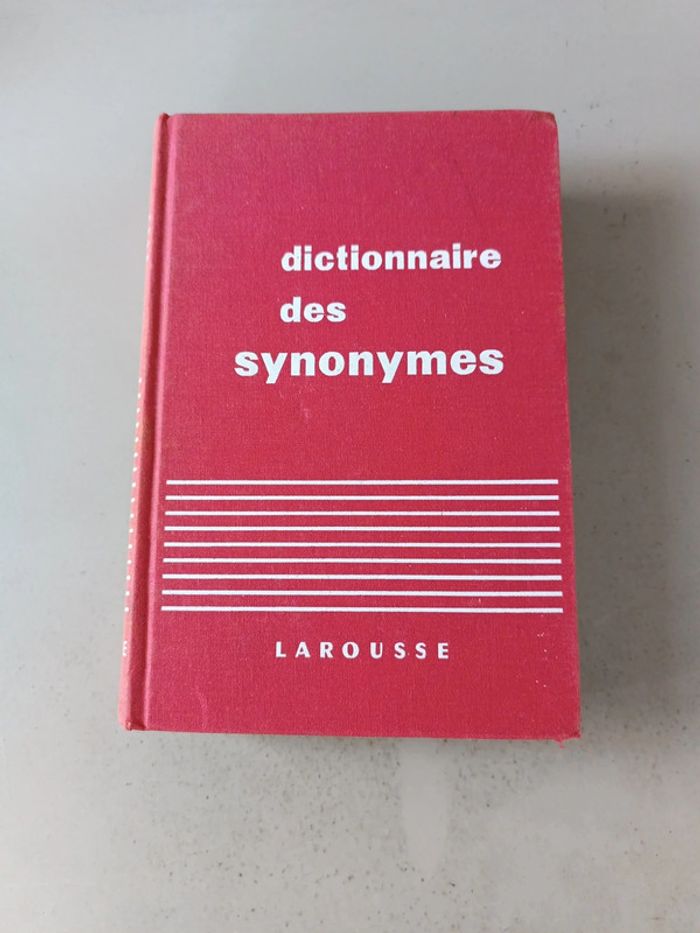 dictionnaire
des
synonymes
LAROUSSE